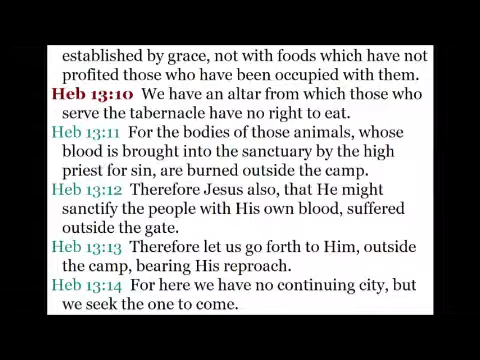 established by grace, not with foods which have not
profited those who have been occupied with them.
Heb 13:10 We have an altar from which those who
serve the tabernacle have no right to eat.
Heb 13:11 For the bodies of those animals, whose
blood is brought into the sanctuary by the high
priest for sin, are burned outside the camp.
Heb 13:12 Therefore Jesus also, that He might
sanctify the people with His own blood, suffered
outside the gate.
Heb 13:13 Therefore let us go forth to Him, outside
the camp, bearing His reproach.
Heb 13:14 For here we have no continuing city, but
we seek the one to come.